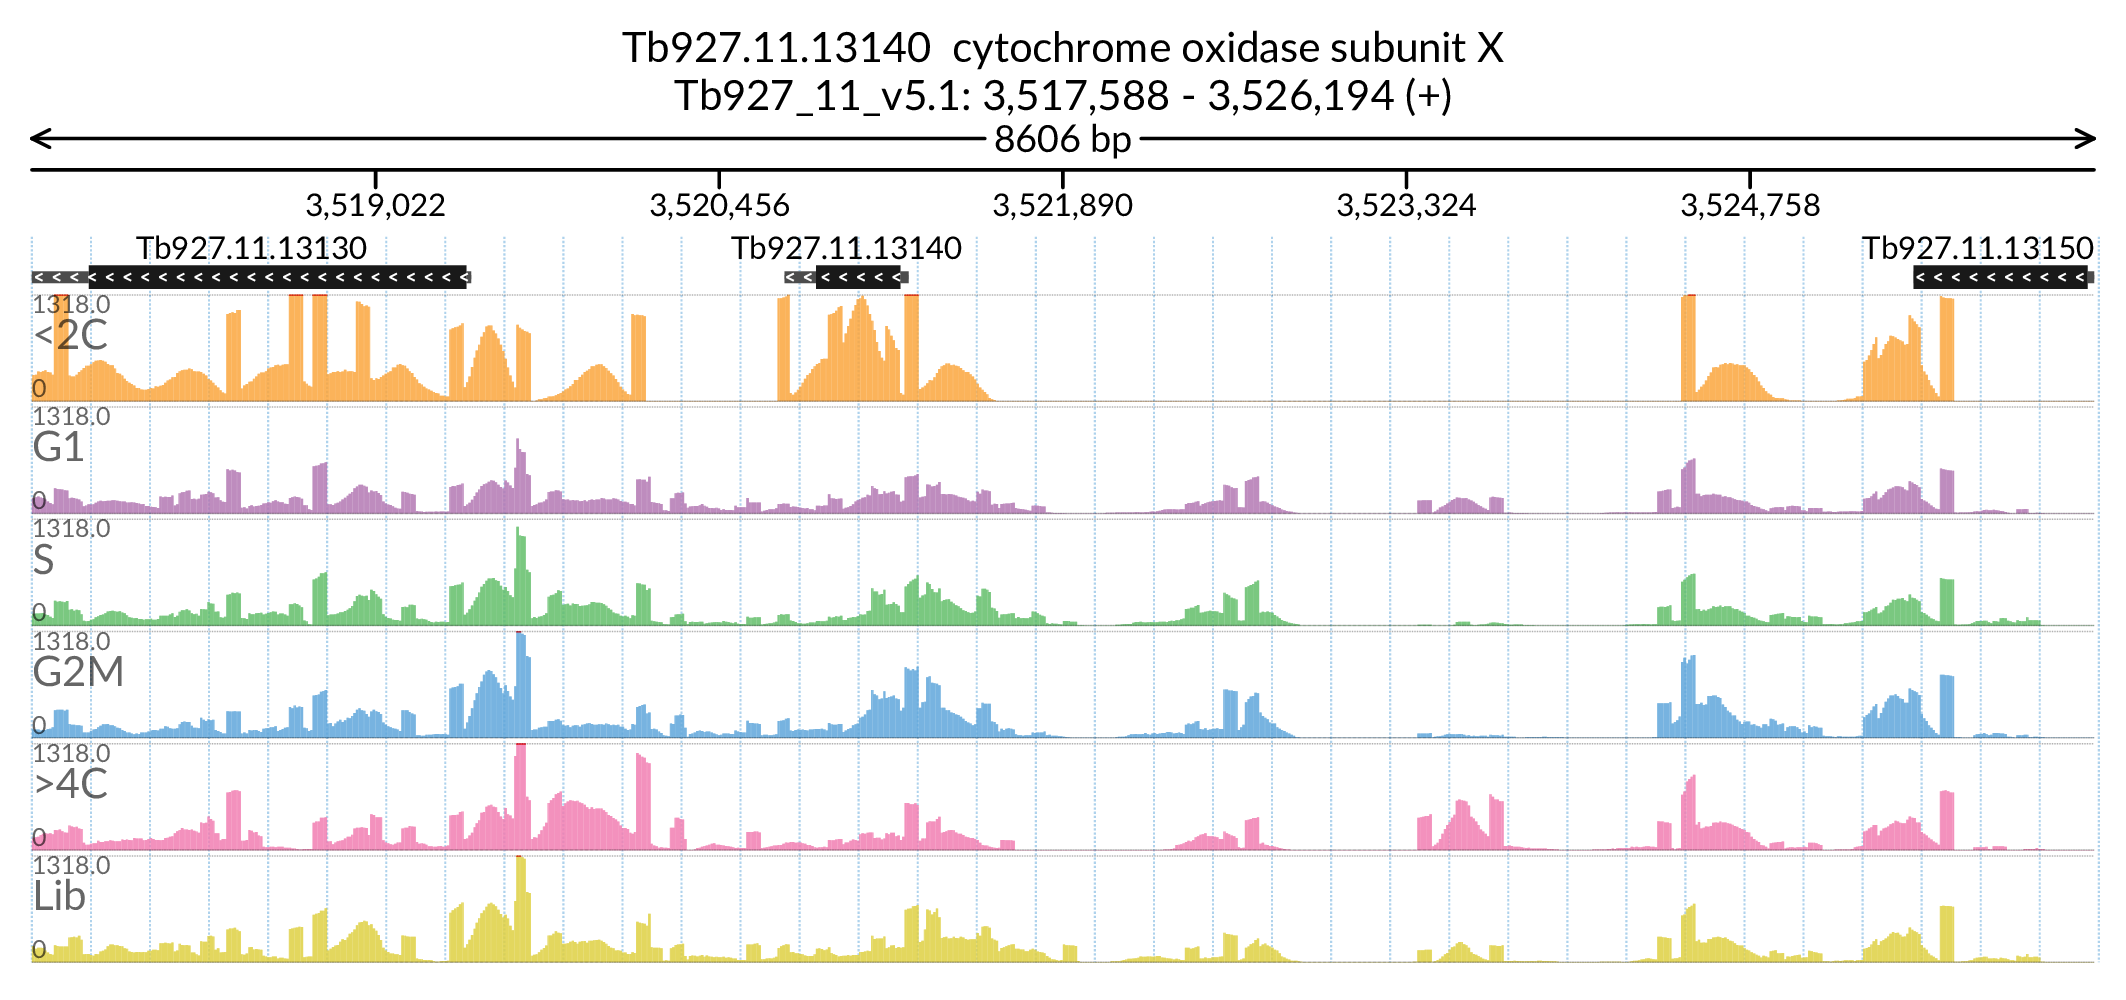 Tb927.11.13140  cytochrome oxidase subunit X
Tb927_11_v5.1: 3,517,588 - 3,526,194 (+)
8606 bp
3,519,022 3,520,456 3,521,890 3,523,324 3,524,758
Tb927.11.13130 Tb927.11.13140 Tb927.11.13150
1318.0
<2C
0
1318.0
G1
0
1318.0
S
0
1318.0
G2M
0
1318.0
>4C
0
1318.0
Lib
0